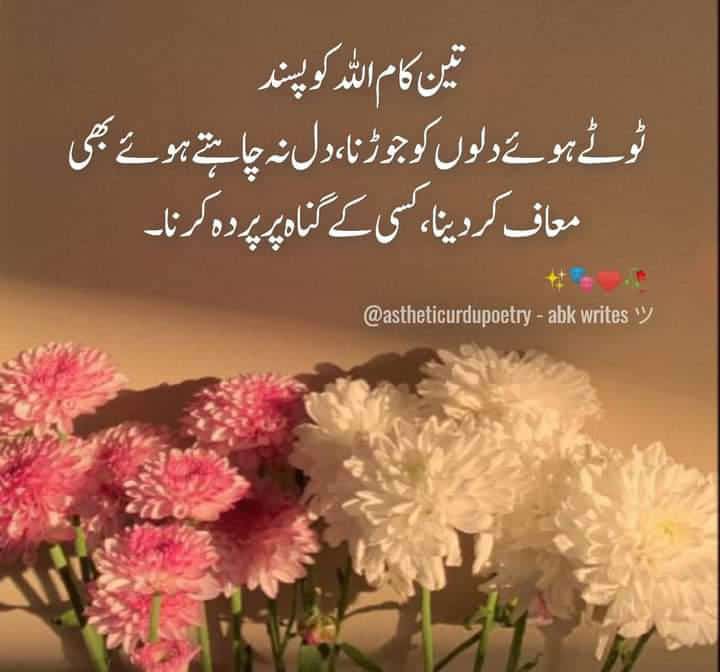 تین کام اللہ کو پسند
ٹوٹے ہوئے دلوں کو جوڑنا، دل نہ چاہتے ہوئے بھی
معاف کر دینا، کسی کے گناہ پر پردہ کرنا۔
@astheticurdupoetry - abk writes ツ